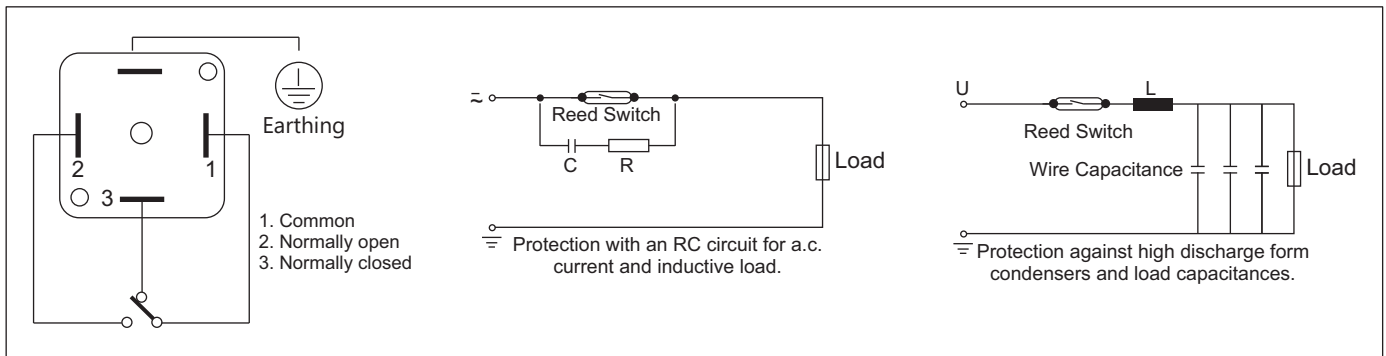 Earthing
2
1
3
1. Common
2. Normally open
3. Normally closed
Reed Switch
C
R
Load
Protection with an RC circuit for a.c.
current and inductive load.
U
L
Reed Switch
Wire Capacitance
Load
Protection against high discharge form
condensers and load capacitances.